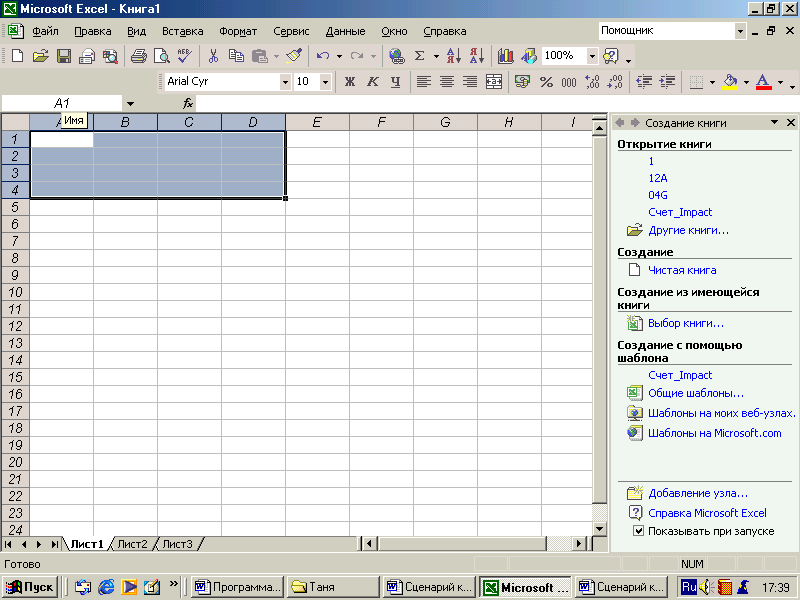 Microsoft Excel - Книга1
Файл Правка Вид Вставка Формат Сервис Данные Окно Справка Помощник
100%
Arial Cyr 10 Ж К Ч % 000
A1 fx
Имя
A B C D E F G H I
1
2
3
4
5
6
7
8
9
10
11
12
13
14
15
16
17
18
19
20
21
22
23
24
Создание книги
Открытие книги
1
12A
04G
Счет_Impact
Другие книги...
Создание
Чистая книга
Создание из имеющейся
книги
Выбор книги...
Создание с помощью
шаблона
Счет_Impact
Общие шаблоны...
Шаблоны на моих веб-узлах.
Шаблоны на Microsoft.com
Добавление узла...
Справка Microsoft Excel
Показывать при запуске
Лист1 Лист2 Лист3
Готово NUM
Пуск Программа... Таня Сценарий к... Microsoft ... Сценарий к... Ru 17:39